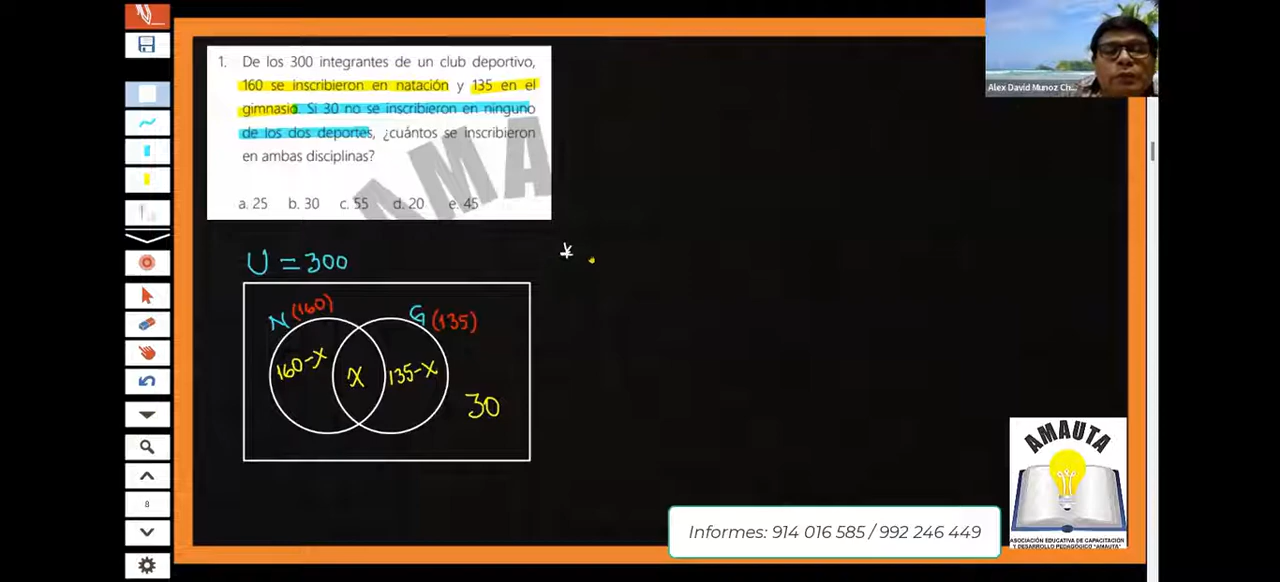 1. De los 300 integrantes de un club deportivo,
160 se inscribieron en natación y 135 en el
gimnasio. Si 30 no se inscribieron en ninguno
de los dos deportes, ¿cuántos se inscribieron
en ambas disciplinas?
a. 25 b. 30 c. 55 d. 20 e. 45
AMA
Alex David Munoz Ch...
U = 300
*
N (160) G (135)
160-x x 135-x
30
8
AMAUTA
ASOCIACIÓN EDUCATIVA DE CAPACITACIÓN
Y DESARROLLO PEDAGÓGICO "AMAUTA"
Informes: 914 016 585 / 992 246 449